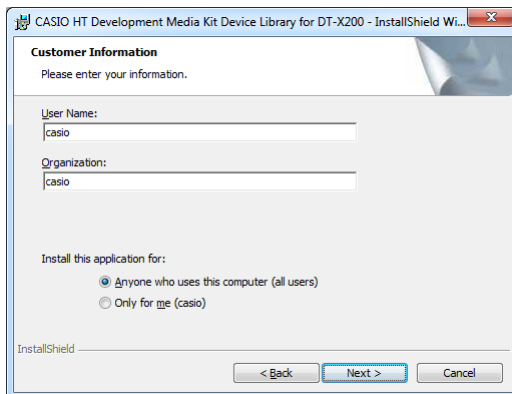 CASIO HT Development Media Kit Device Library for DT-X200 - InstallShield Wi...
Customer Information
Please enter your information.
User Name:
casio
Organization:
casio
Install this application for:
Anyone who uses this computer (all users)
Only for me (casio)
InstallShield
< Back Next > Cancel